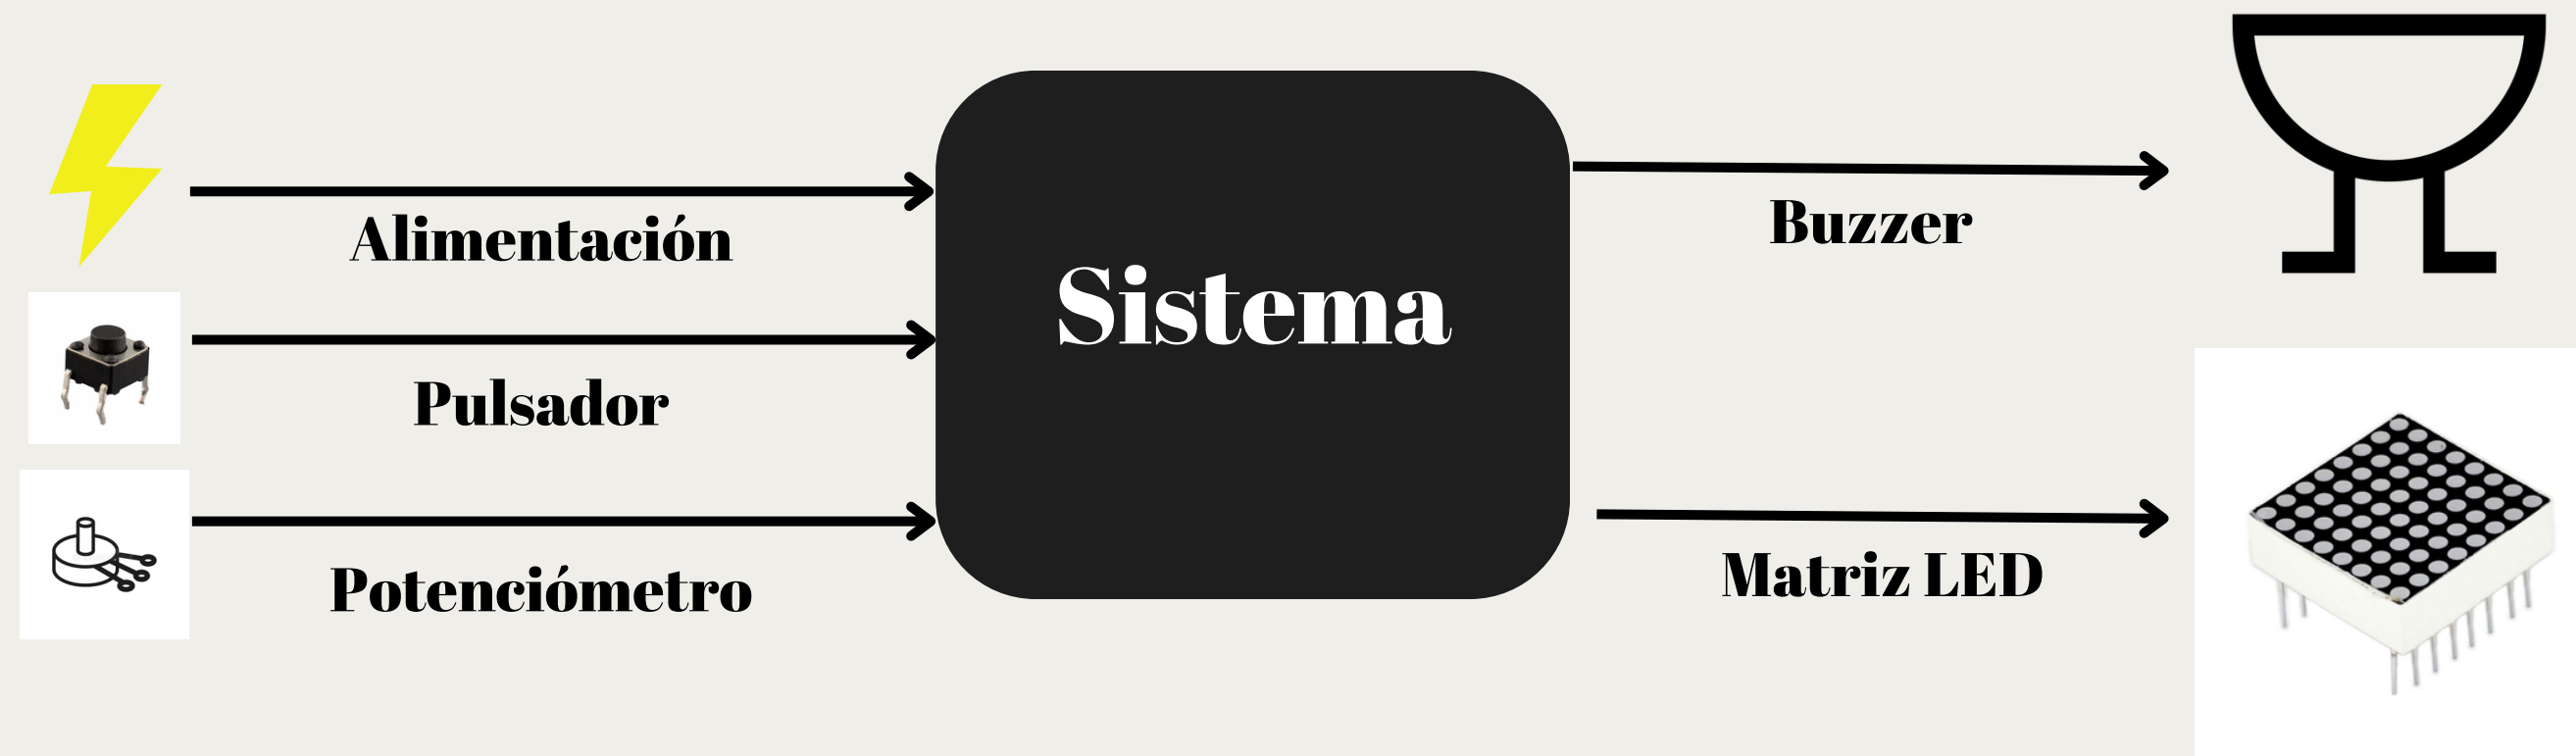 Alimentación
Pulsador
Potenciómetro
Sistema
Buzzer
Matriz LED